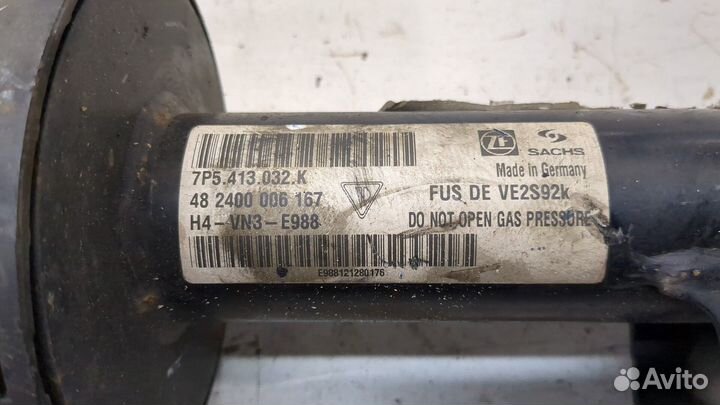 ZF SACHS
Made in Germany
7P5.413.032.K
48 2400 006 167
FUS DE VE2S92k
H4-VN3-E988
DO NOT OPEN GAS PRESSURE
E988121280176
Avito